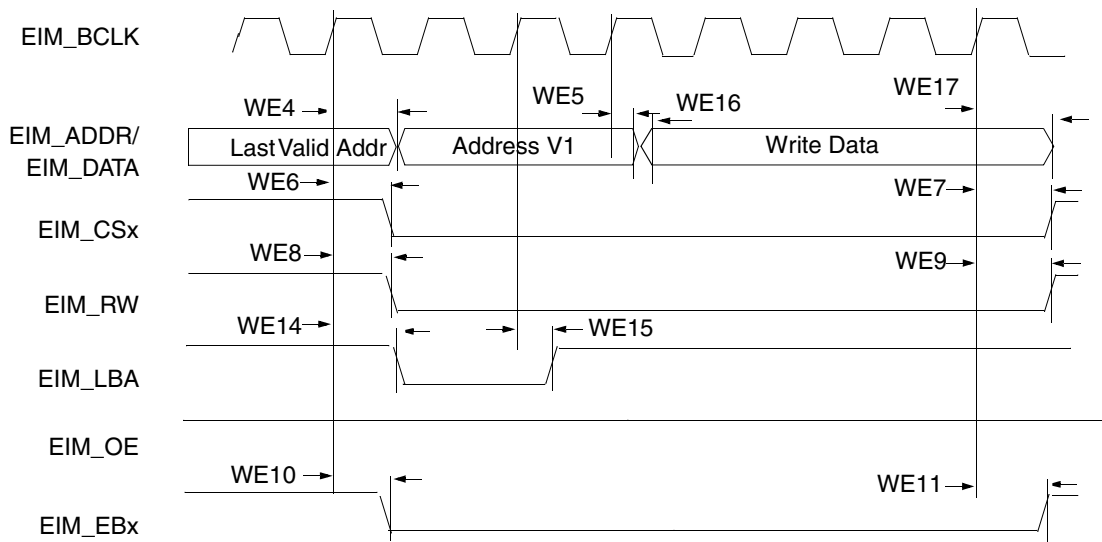 EIM_BCLK
WE4
WE5
WE16
WE17
EIM_ADDR/
EIM_DATA
Last Valid Addr
Address V1
Write Data
WE6
WE7
EIM_CSx
WE8
WE9
EIM_RW
WE14
WE15
EIM_LBA
EIM_OE
WE10
WE11
EIM_EBx